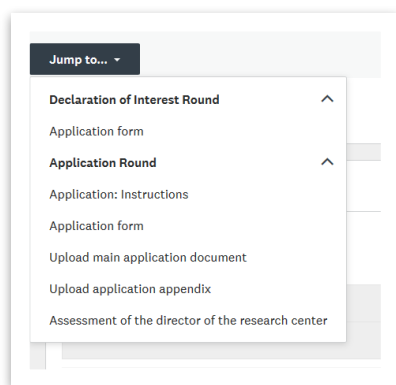 Jump to...
Declaration of Interest Round
Application form
Application Round
Application: Instructions
Application form
Upload main application document
Upload application appendix
Assessment of the director of the research center